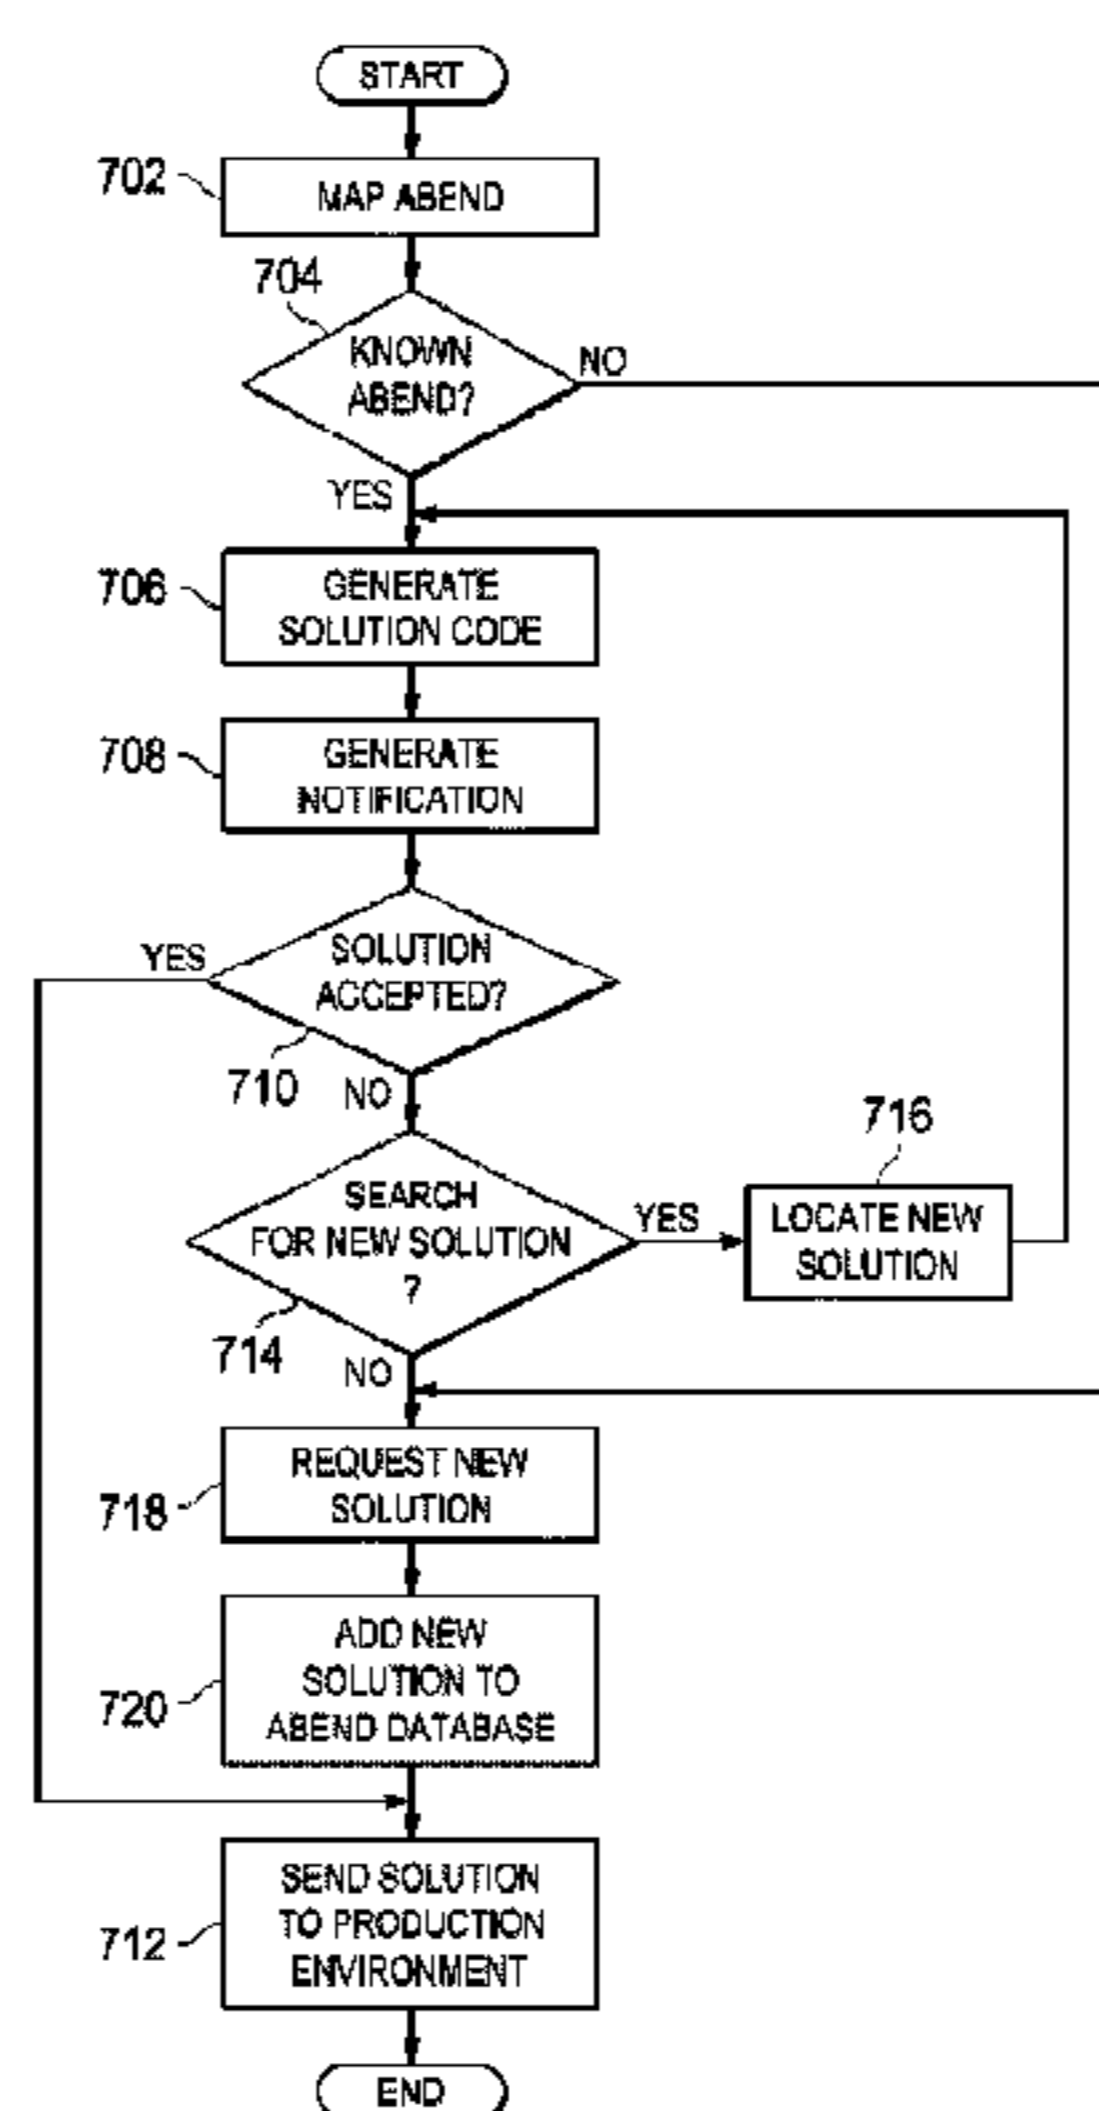 START
702
MAP ABEND
704
KNOWN
ABEND?
NO
YES
706
GENERATE
SOLUTION CODE
708
GENERATE
NOTIFICATION
YES
SOLUTION
ACCEPTED?
710
NO
716
SEARCH
FOR NEW SOLUTION
?
YES
LOCATE NEW
SOLUTION
714
NO
718
REQUEST NEW
SOLUTION
720
ADD NEW
SOLUTION TO
ABEND DATABASE
712
SEND SOLUTION
TO PRODUCTION
ENVIRONMENT
END